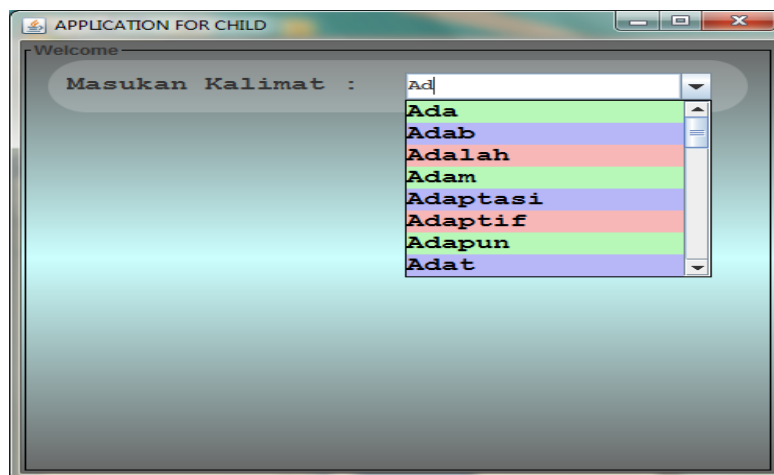 APPLICATION FOR CHILD
Welcome
Masukan Kalimat : Ad
Ada
Adab
Adalah
Adam
Adaptasi
Adaptif
Adapun
Adat